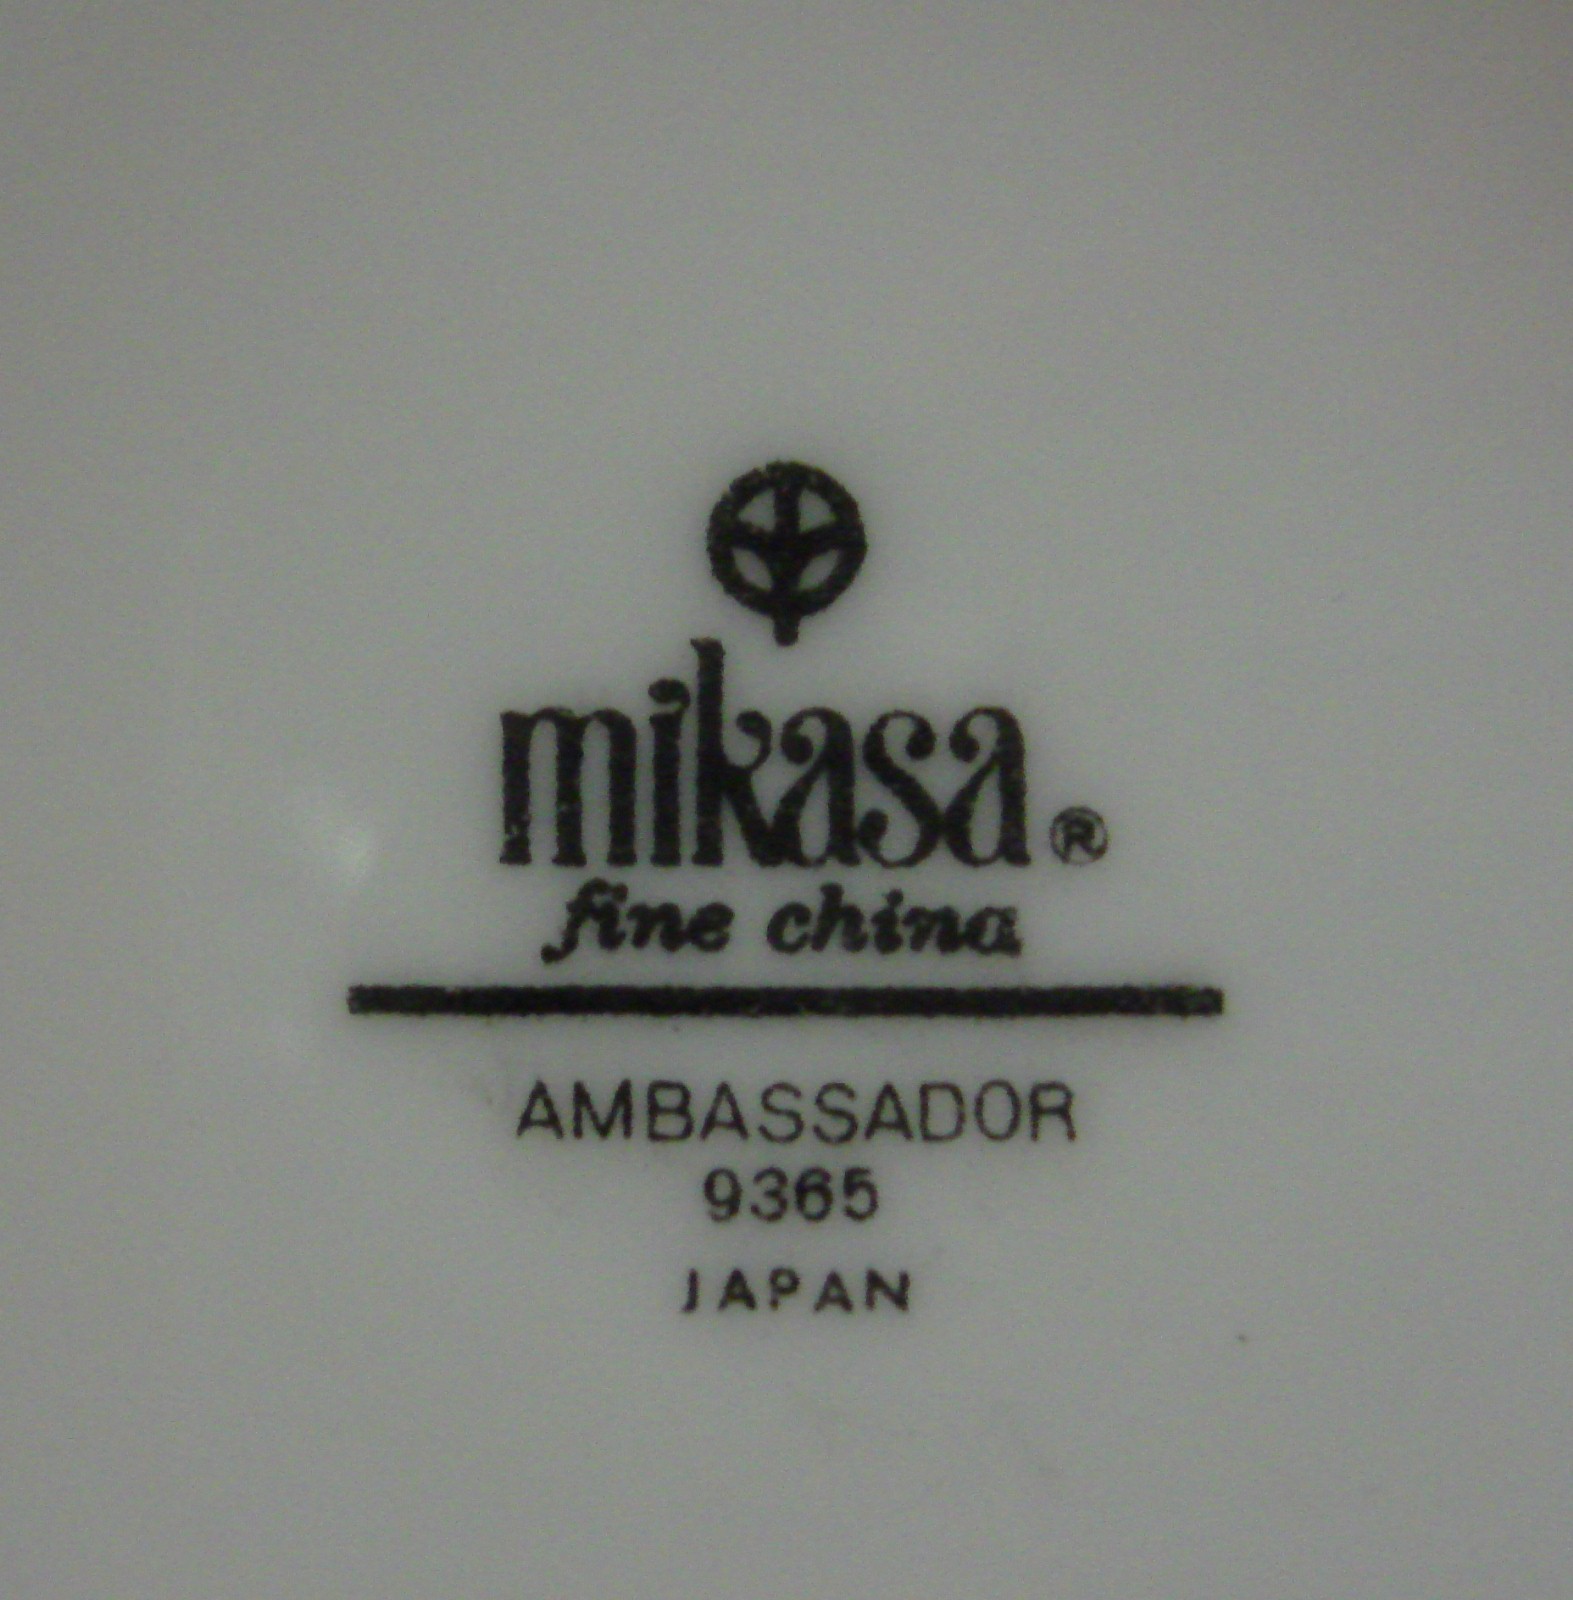 mikasa ®
fine china
AMBASSADOR
9365
JAPAN